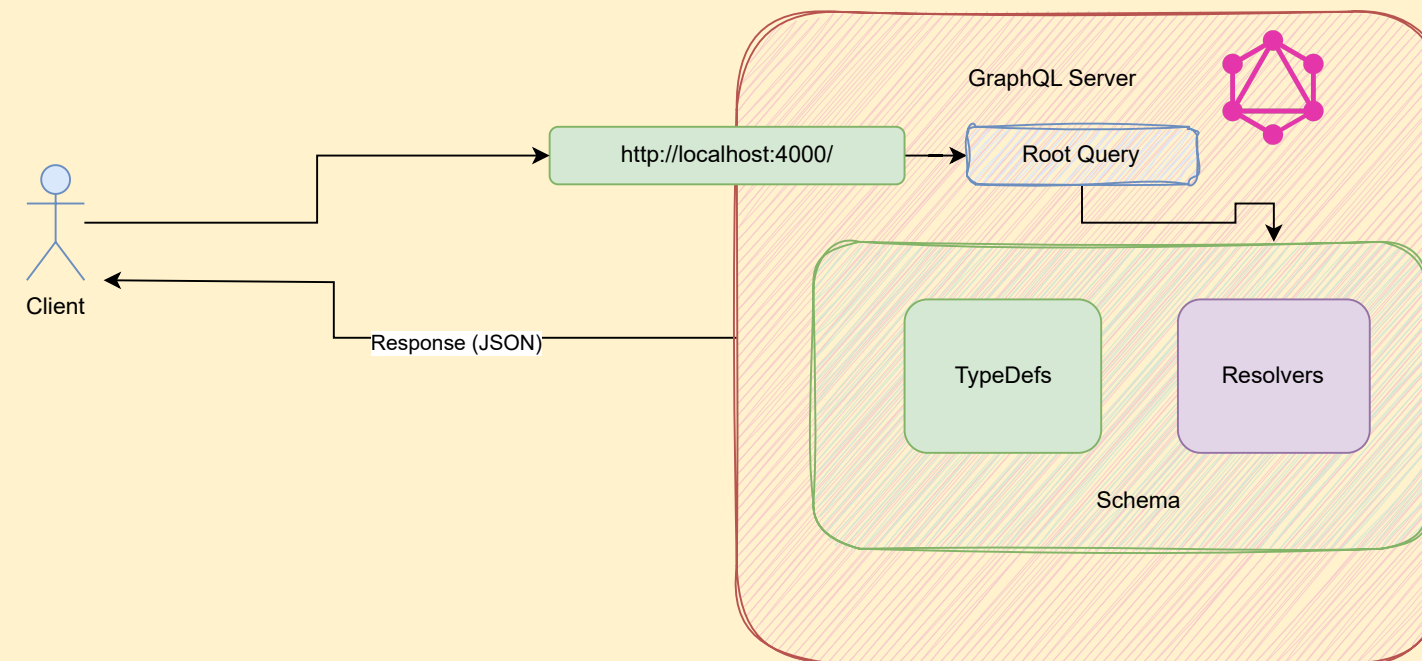 GraphQL Server
http://localhost:4000/
Root Query
Client
Response (JSON)
TypeDefs
Resolvers
Schema